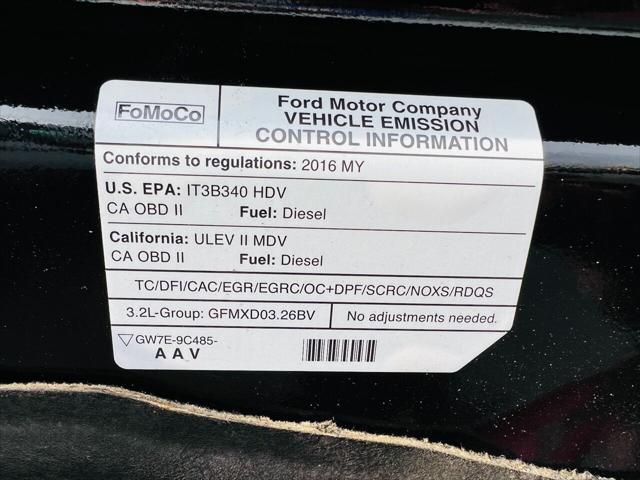 FoMoCo
Ford Motor Company
VEHICLE EMISSION
CONTROL INFORMATION
Conforms to regulations: 2016 MY
U.S. EPA: IT3B340 HDV
CA OBD II Fuel: Diesel
California: ULEV II MDV
CA OBD II Fuel: Diesel
TC/DFI/CAC/EGR/EGRC/OC+DPF/SCRC/NOXS/RDQS
3.2L-Group: GFMXD03.26BV No adjustments needed.
GW7E-9C485-
AAV